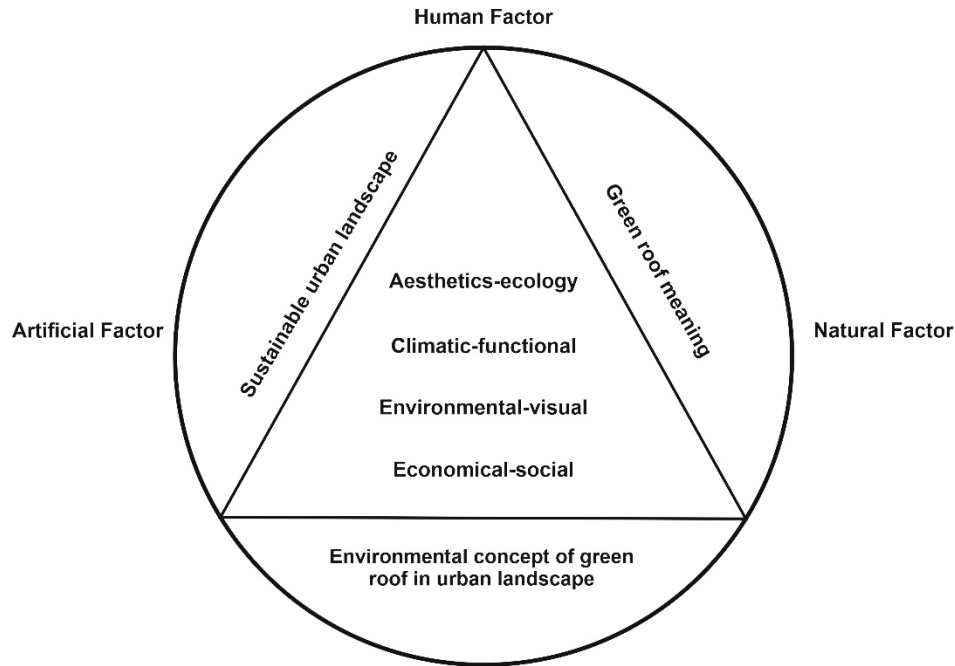 Human Factor
Sustainable urban landscape
Green roof meaning
Aesthetics-ecology
Artificial Factor
Natural Factor
Climatic-functional
Environmental-visual
Economical-social
Environmental concept of green
roof in urban landscape